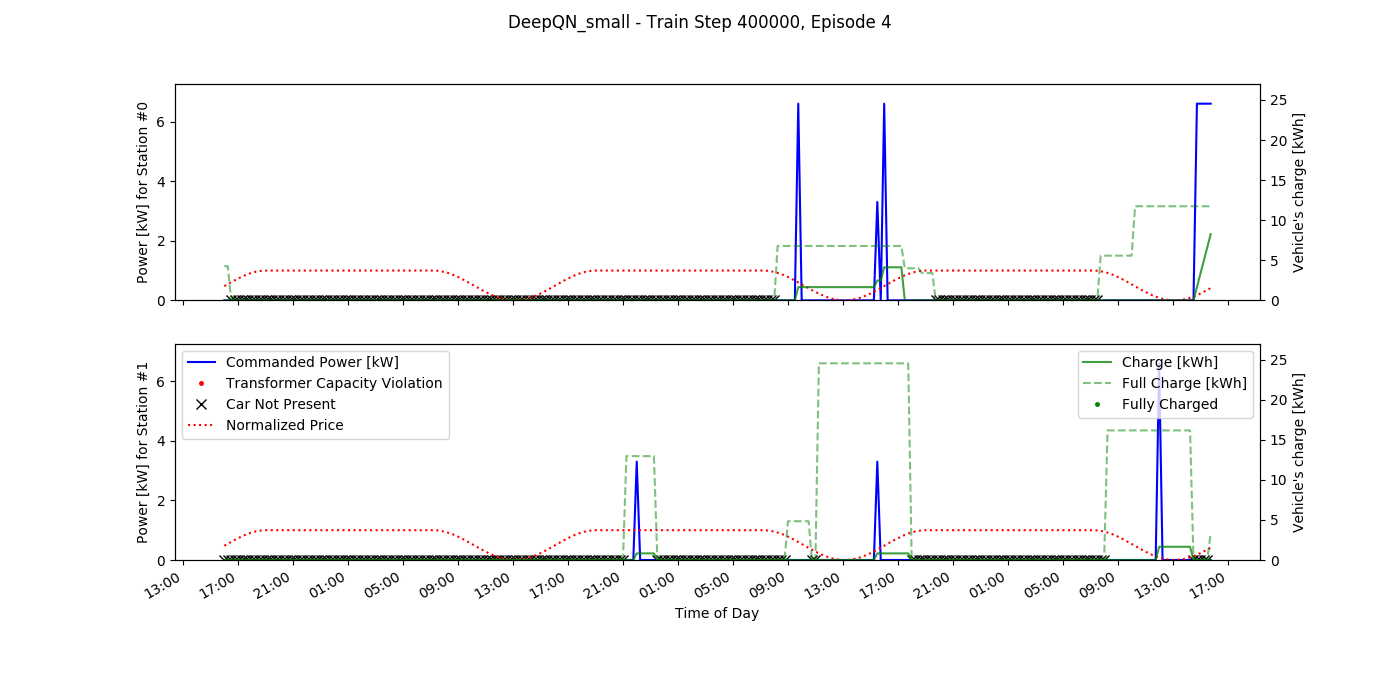 DeepQN_small - Train Step 400000, Episode 4
Power [kW] for Station #0
6
4
2
0
25
20
15
10
5
0
Vehicle's charge [kWh]
Power [kW] for Station #1
6
4
2
0
Commanded Power [kW]
Transformer Capacity Violation
Car Not Present
Normalized Price
Charge [kWh]
Full Charge [kWh]
Fully Charged
25
20
15
10
5
0
Vehicle's charge [kWh]
13:00 17:00 21:00 01:00 05:00 09:00 13:00 17:00 21:00 01:00 05:00 09:00 13:00 17:00 21:00 01:00 05:00 09:00 13:00 17:00
Time of Day